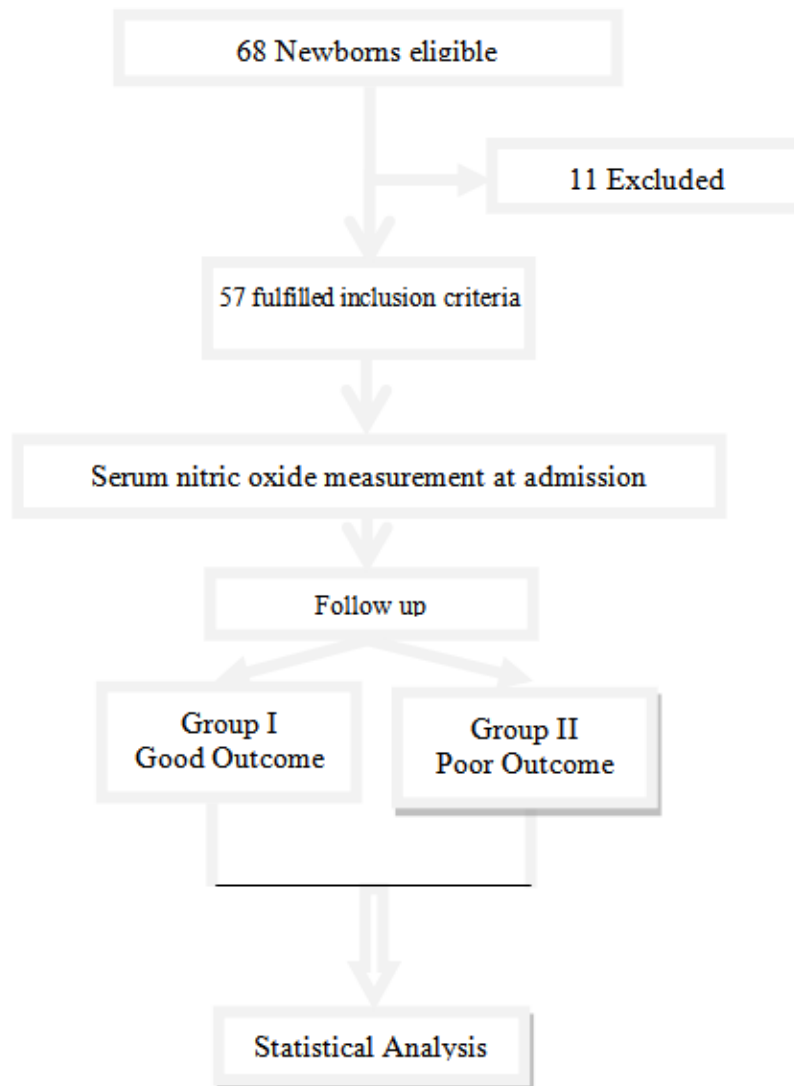 68 Newborns eligible
11 Excluded
57 fulfilled inclusion criteria
Serum nitric oxide measurement at admission
Follow up
Group I
Good Outcome
Group II
Poor Outcome
Statistical Analysis